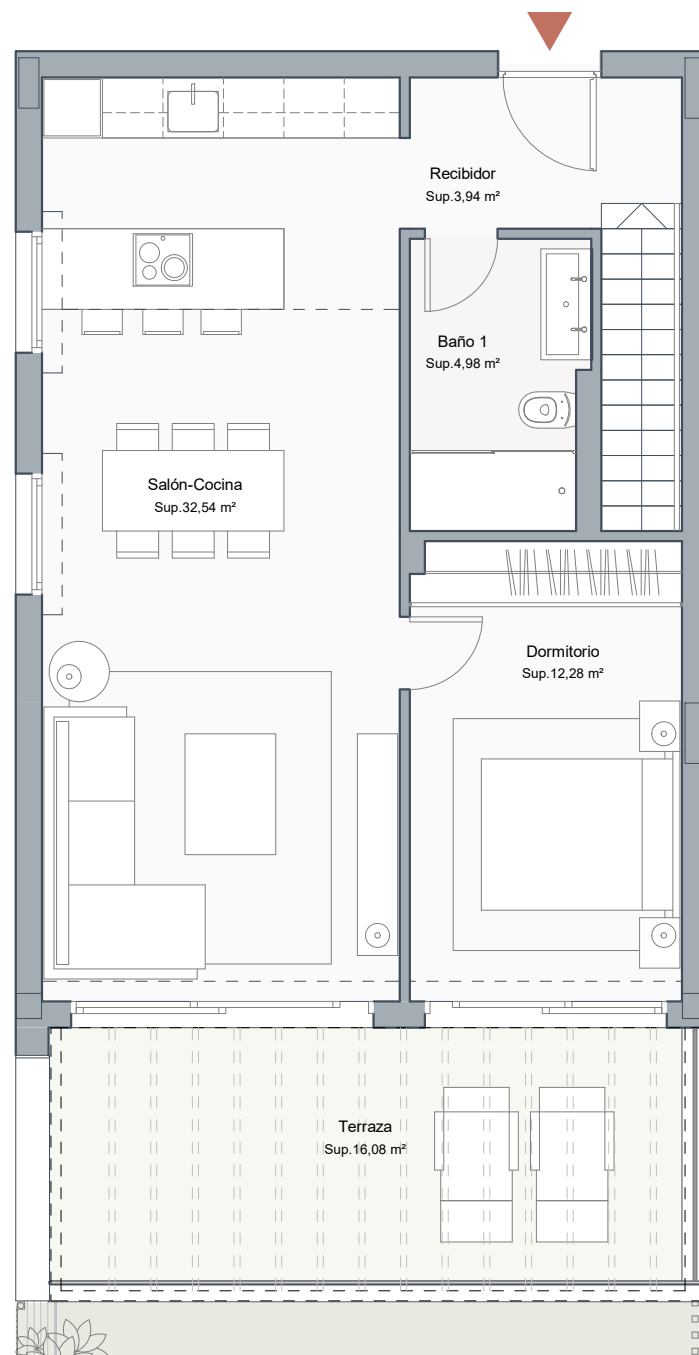 Recibidor
Sup.3,94 m²
Baño 1
Sup.4,98 m²
Salón-Cocina
Sup.32,54 m²
Dormitorio
Sup.12,28 m²
Terraza
Sup.16,08 m²